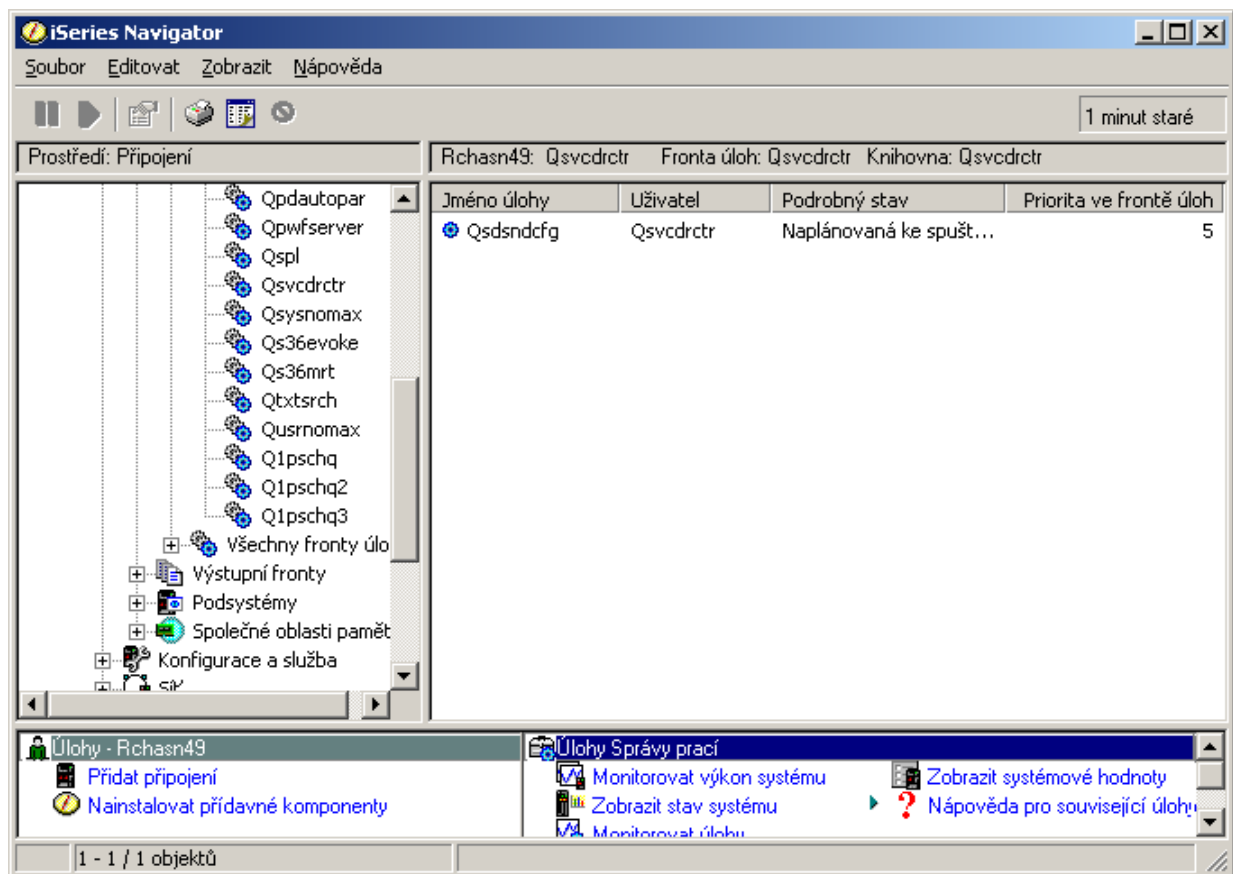 iSeries Navigator
Soubor Editovat Zobrazit Nápověda
1 minut staré
Prostředí: Připojení
Rchasn49: Qsvcdrctr Fronta úloh: Qsvcdrctr Knihovna: Qsvcdrctr
Qpdautopar
Qpwfserver
Qspl
Qsvcdrctr
Qsysnomax
Qs36evoke
Qs36mrt
Qtxtsrch
Qusrnomax
Q1pschq
Q1pschq2
Q1pschq3
Všechny fronty úlo
Výstupní fronty
Podsystémy
Společné oblasti pamět
Konfigurace a služba
Síť
Jméno úlohy Uživatel Podrobný stav Priorita ve frontě úloh
Qsdsndcfg Qsvcdrctr Naplánovaná ke spušt... 5
Úlohy - Rchasn49
Přidat připojení
Nainstalovat přídavné komponenty
Úlohy Správy prací
Monitorovat výkon systému
Zobrazit stav systému
Monitorovat úlohu
Zobrazit systémové hodnoty
? Nápověda pro související úlohy
1 - 1 / 1 objektů